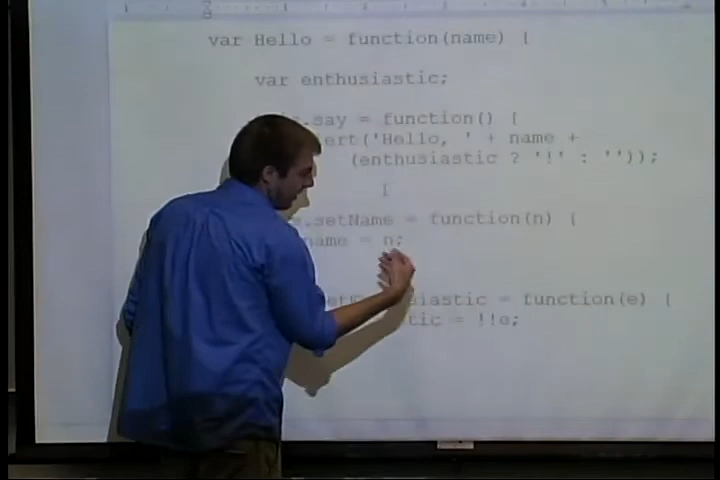 var Hello = function(name) {
var enthusiastic;
.say = function() {
ert('Hello, ' + name +
(enthusiastic ? '!' : ''));
.setName = function(n) {
name = n;
siastic = function(e) {
tic = !!e;